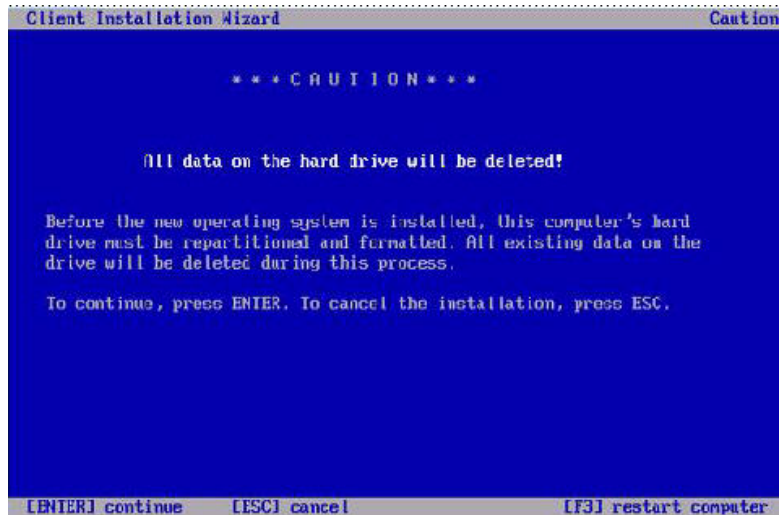 Client Installation Wizard Caution
* * * C A U T I O N * * *
All data on the hard drive will be deleted!
Before the new operating system is installed, this computer's hard
drive must be repartitioned and formatted. All existing data on the
drive will be deleted during this process.
To continue, press ENTER. To cancel the installation, press ESC.
[ENTER] continue [ESC] cancel [F3] restart computer